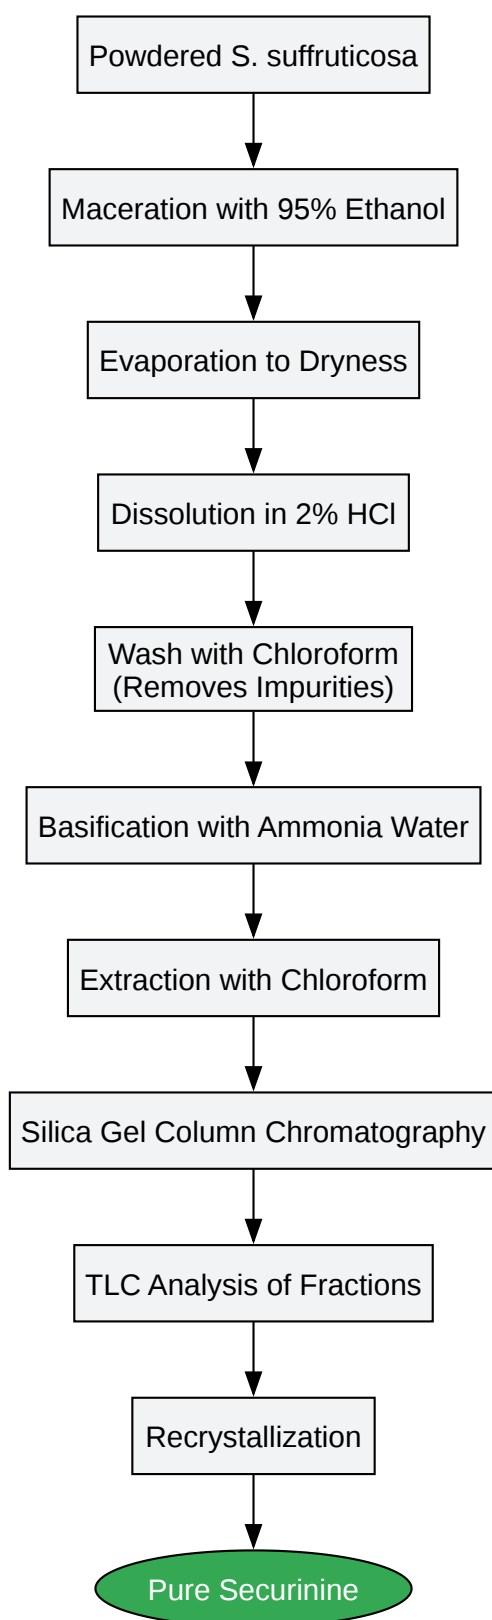 Powdered S. suffruticosa
Maceration with 95% Ethanol
Evaporation to Dryness
Dissolution in 2% HCl
Wash with Chloroform
(Removes Impurities)
Basification with Ammonia Water
Extraction with Chloroform
Silica Gel Column Chromatography
TLC Analysis of Fractions
Recrystallization
Pure Securinine